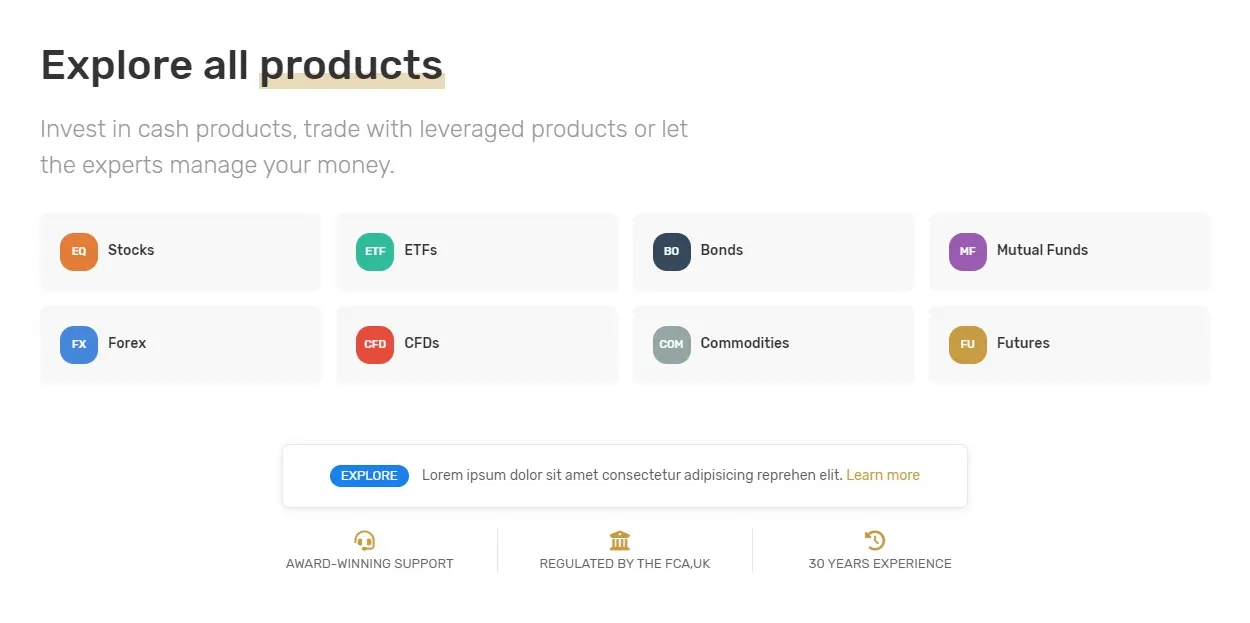 Explore all products
Invest in cash products, trade with leveraged products or let
the experts manage your money.
EQ Stocks
ETF ETFs
BO Bonds
MF Mutual Funds
FX Forex
CFD CFDs
COM Commodities
FU Futures
EXPLORE Lorem ipsum dolor sit amet consectetur adipisicing reprehen elit. Learn more
AWARD-WINNING SUPPORT
REGULATED BY THE FCA,UK
30 YEARS EXPERIENCE